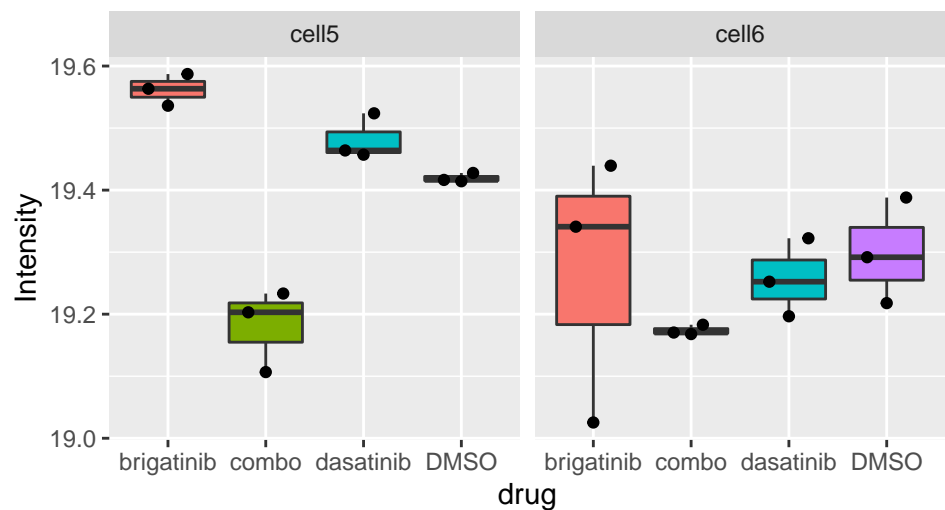 cell5 cell6
19.6
19.4
19.2
19.0
Intensity
brigatinib combo dasatinib DMSO brigatinib combo dasatinib DMSO
drug